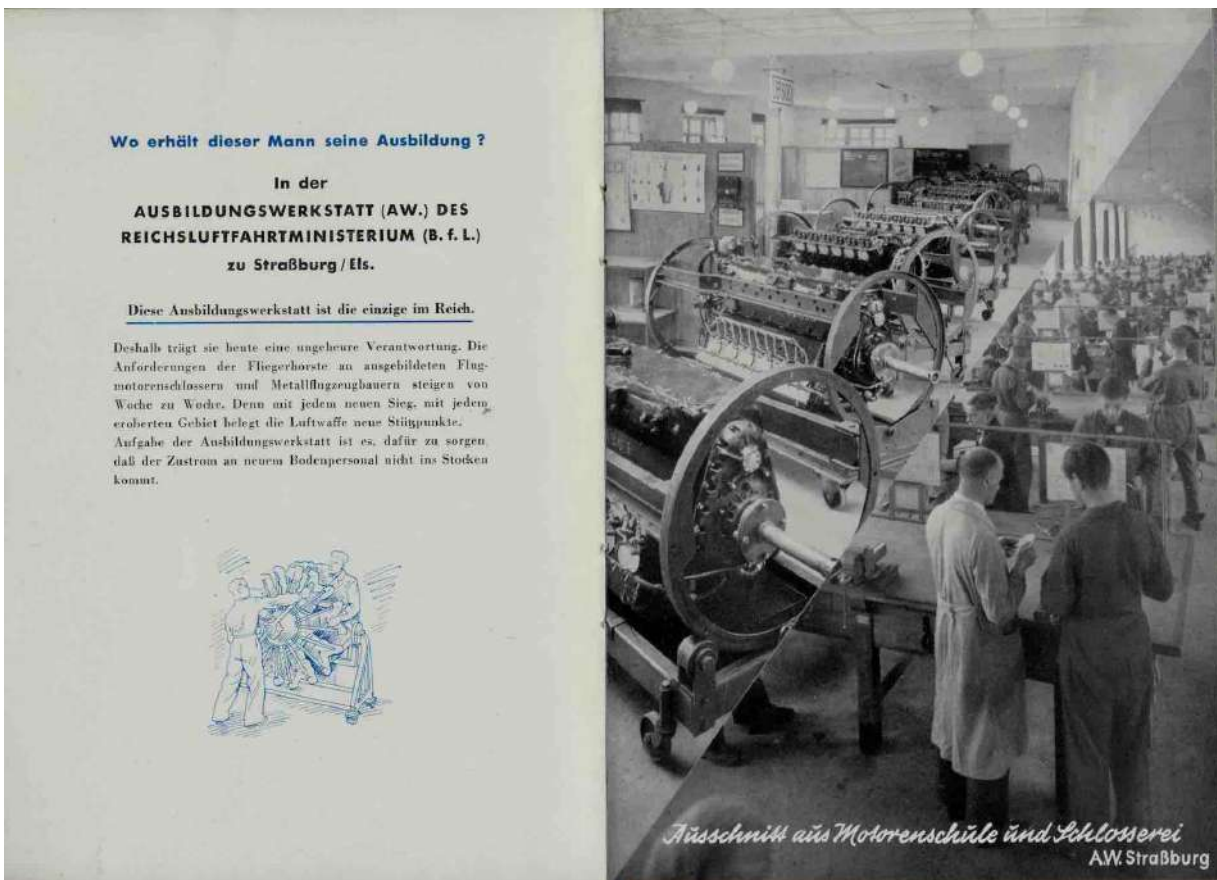 Wo erhält dieser Mann seine Ausbildung ?
In der
AUSBILDUNGSWERKSTATT (AW.) DES
REICHSLUFTFAHRTMINISTERIUM (B. f. L.)
zu Straßburg / Els.
Diese Ausbildungswerkstatt ist die einzige im Reich.
Deshalb trägt sie heute eine ungeheure Verantwortung. Die
Anforderungen der Fliegerhorste an ausgebildeten Flug-
motorenschlossern und Metallflugzeugbauern steigen von
Woche zu Woche. Denn mit jedem neuen Sieg, mit jedem
eroberten Gebiet belegt die Luftwaffe neue Stützpunkte.
Aufgabe der Ausbildungswerkstatt ist es, dafür zu sorgen,
daß der Zustrom an neuem Bodenpersonal nicht ins Stocken
kommt.
Ausschnitt aus Motorenschule und Schlosserei
A.W. Straßburg